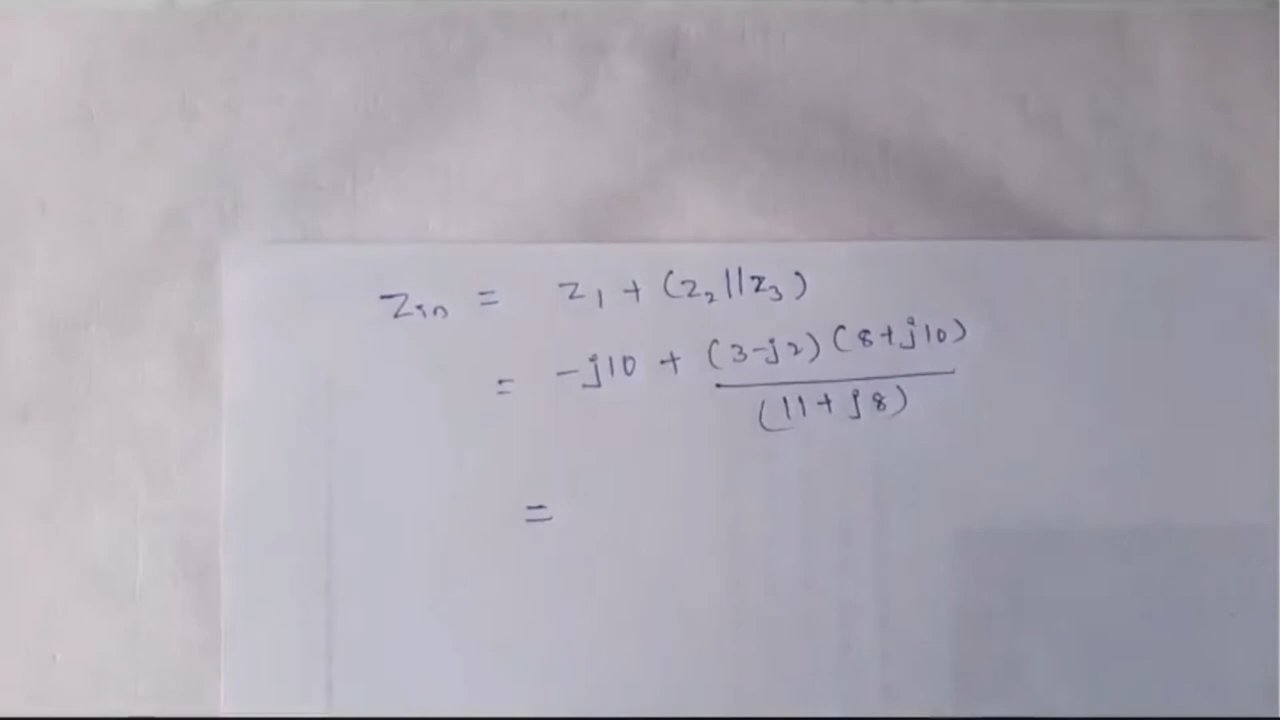 Zin = Z1 + (Z2||Z3)
= -j10 + (3-j2)(8+j10)
(11+j8)
=